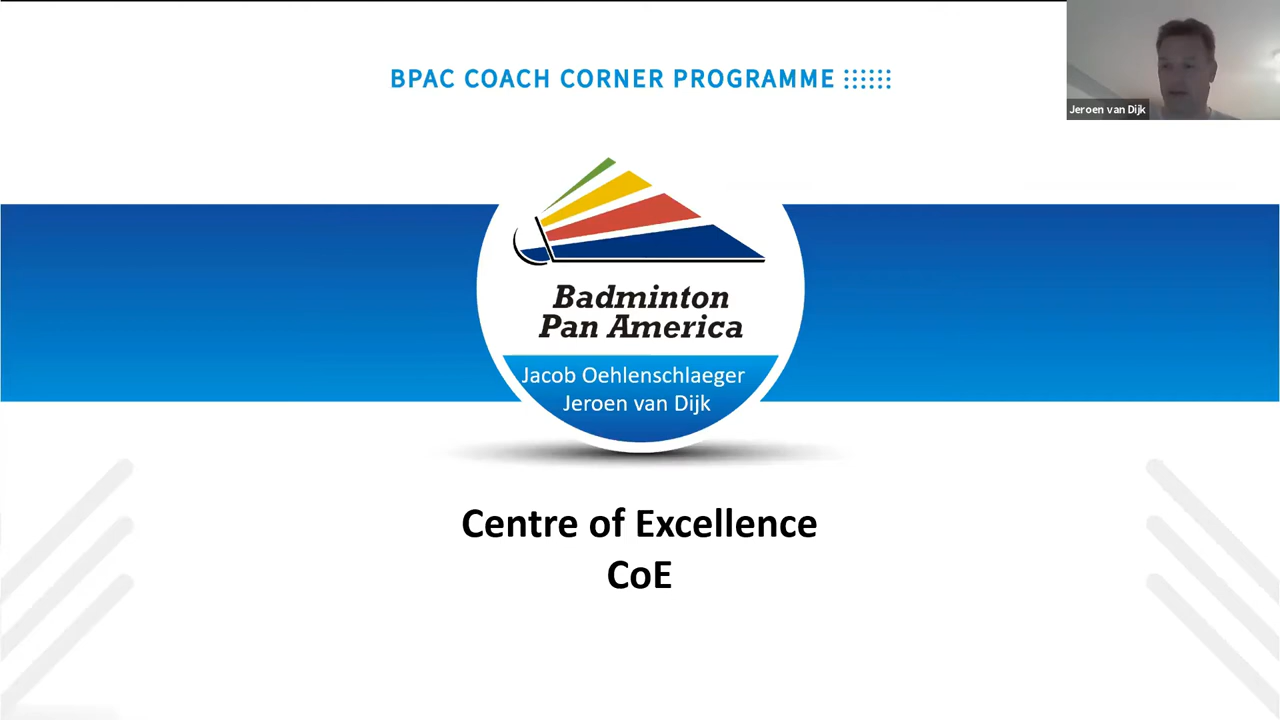 BPAC COACH CORNER PROGRAMME
Jeroen van Dijk
Badminton
Pan America
Jacob Oehlenschlaeger
Jeroen van Dijk
Centre of Excellence
CoE